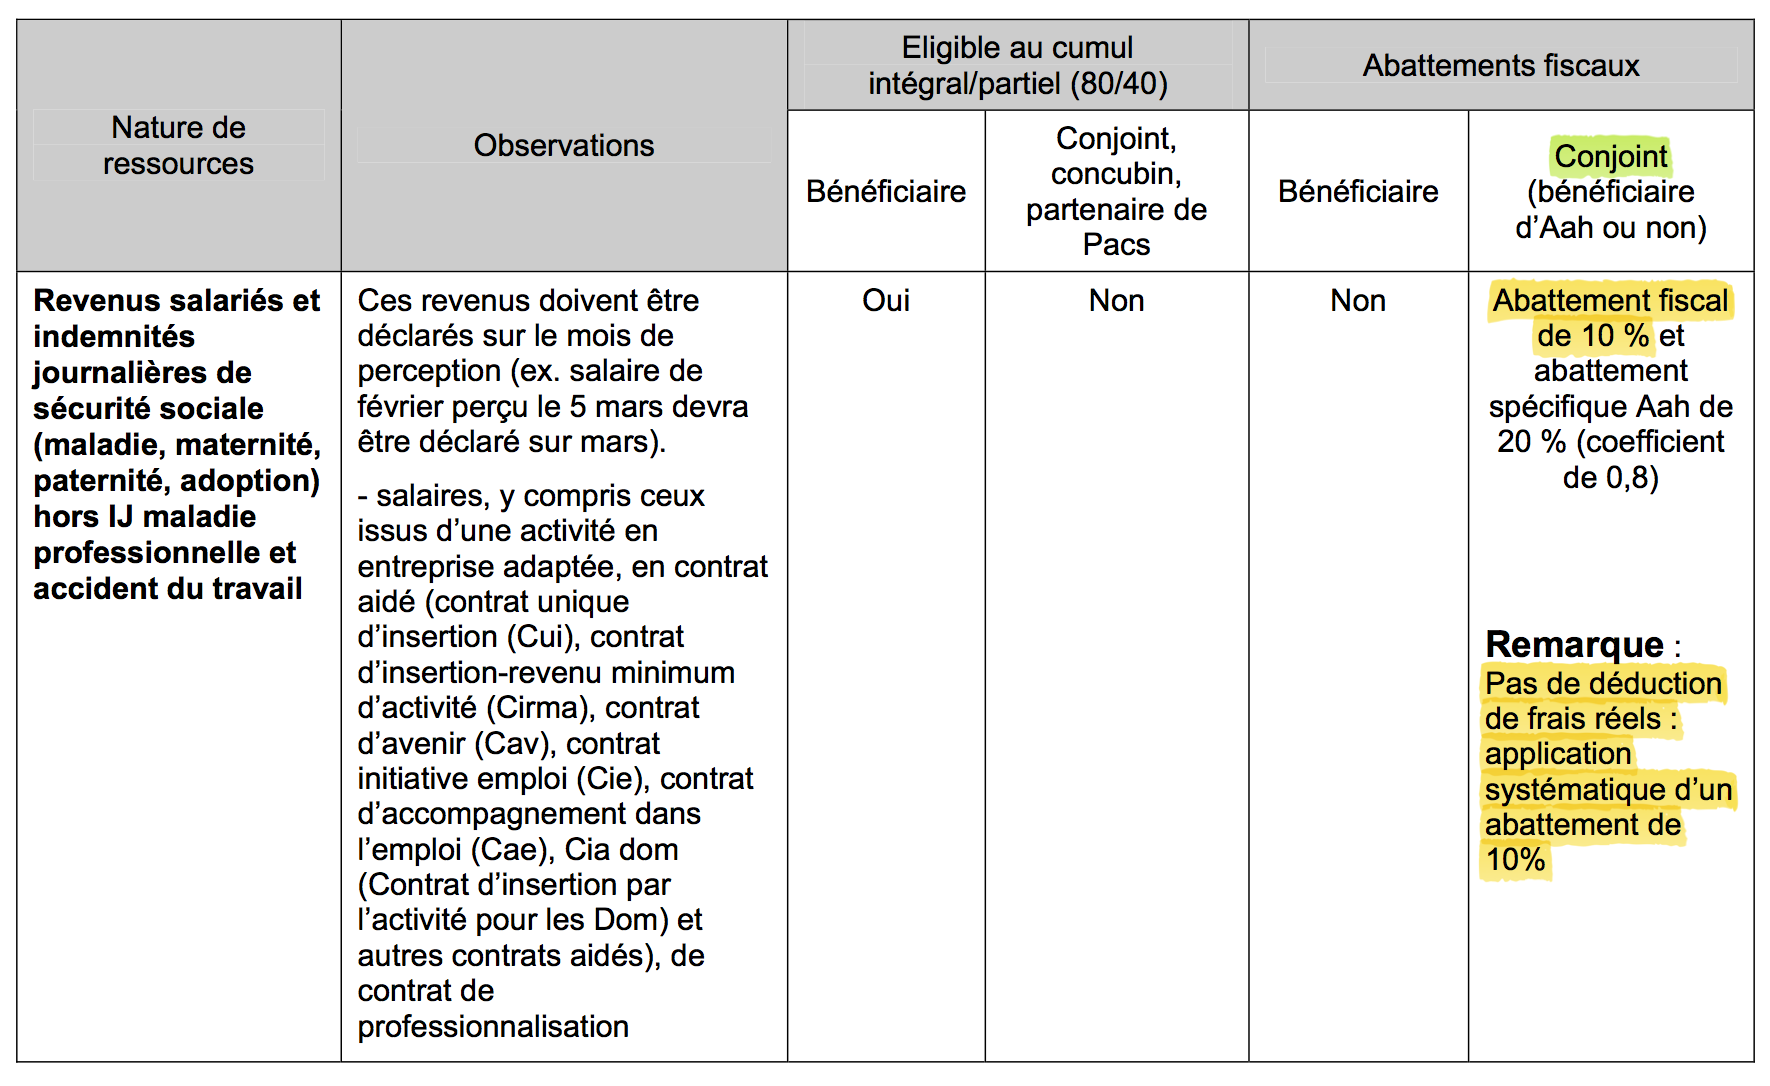 Nature de
ressources
Observations
Eligible au cumul
intégral/partiel (80/40)
Abattements fiscaux
Bénéficiaire
Conjoint,
concubin,
partenaire de
Pacs
Bénéficiaire
Conjoint
(bénéficiaire
d’Aah ou non)
Revenus salariés et
indemnités
journalières de
sécurité sociale
(maladie, maternité,
paternité, adoption)
hors IJ maladie
professionnelle et
accident du travail
Ces revenus doivent être
déclarés sur le mois de
perception (ex. salaire de
février perçu le 5 mars devra
être déclaré sur mars).
- salaires, y compris ceux
issus d’une activité en
entreprise adaptée, en contrat
aidé (contrat unique
d’insertion (Cui), contrat
d’insertion-revenu minimum
d’activité (Cirma), contrat
d’avenir (Cav), contrat
initiative emploi (Cie), contrat
d’accompagnement dans
l’emploi (Cae), Cia dom
(Contrat d’insertion par
l’activité pour les Dom) et
autres contrats aidés), de
contrat de
professionnalisation
Oui
Non
Non
Abattement fiscal
de 10 % et
abattement
spécifique Aah de
20 % (coefficient
de 0,8)
Remarque :
Pas de déduction
de frais réels :
application
systématique d’un
abattement de
10%